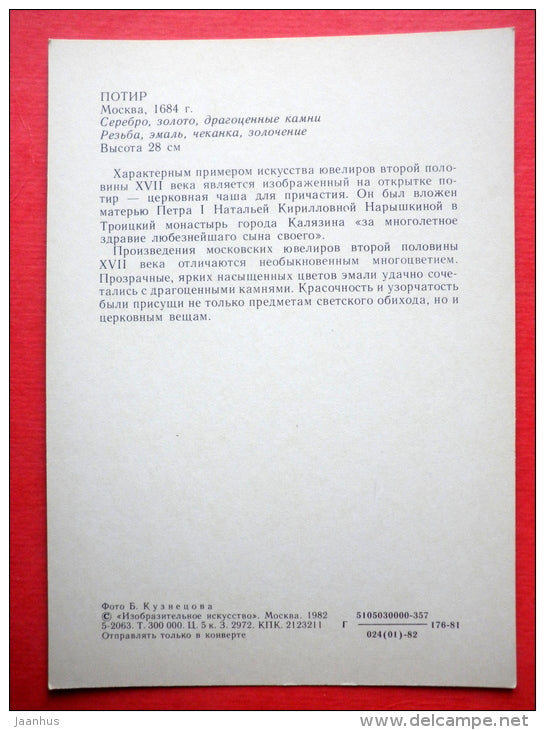 ПОТИР
Москва, 1684 г.
Серебро, золото, драгоценные камни
Резьба, эмаль, чеканка, золочение
Высота 28 см
Характерным примером искусства ювелиров второй поло-
вины XVII века является изображенный на открытке по-
тир — церковная чаша для причастия. Он был вложен
матерью Петра I Натальей Кирилловной Нарышкиной в
Троицкий монастырь города Калязина «за многолетное
здравие любезнейшаго сына своего».
Произведения московских ювелиров второй половины
XVII века отличаются необыкновенным многоцветием.
Прозрачные, ярких насыщенных цветов эмали удачно соче-
тались с драгоценными камнями. Красочность и узорчатость
были присущи не только предметам светского обихода, но и
церковным вещам.
Фото Б. Кузнецова
© «Изобразительное искусство». Москва. 1982
5-2063. Т. 300 000. Ц. 5 к. З. 2972. КПК. 2123211
Отправлять только в конверте
Г 5105030000-357 176-81
024(01)-82
jaanhus
www.delcampe.net